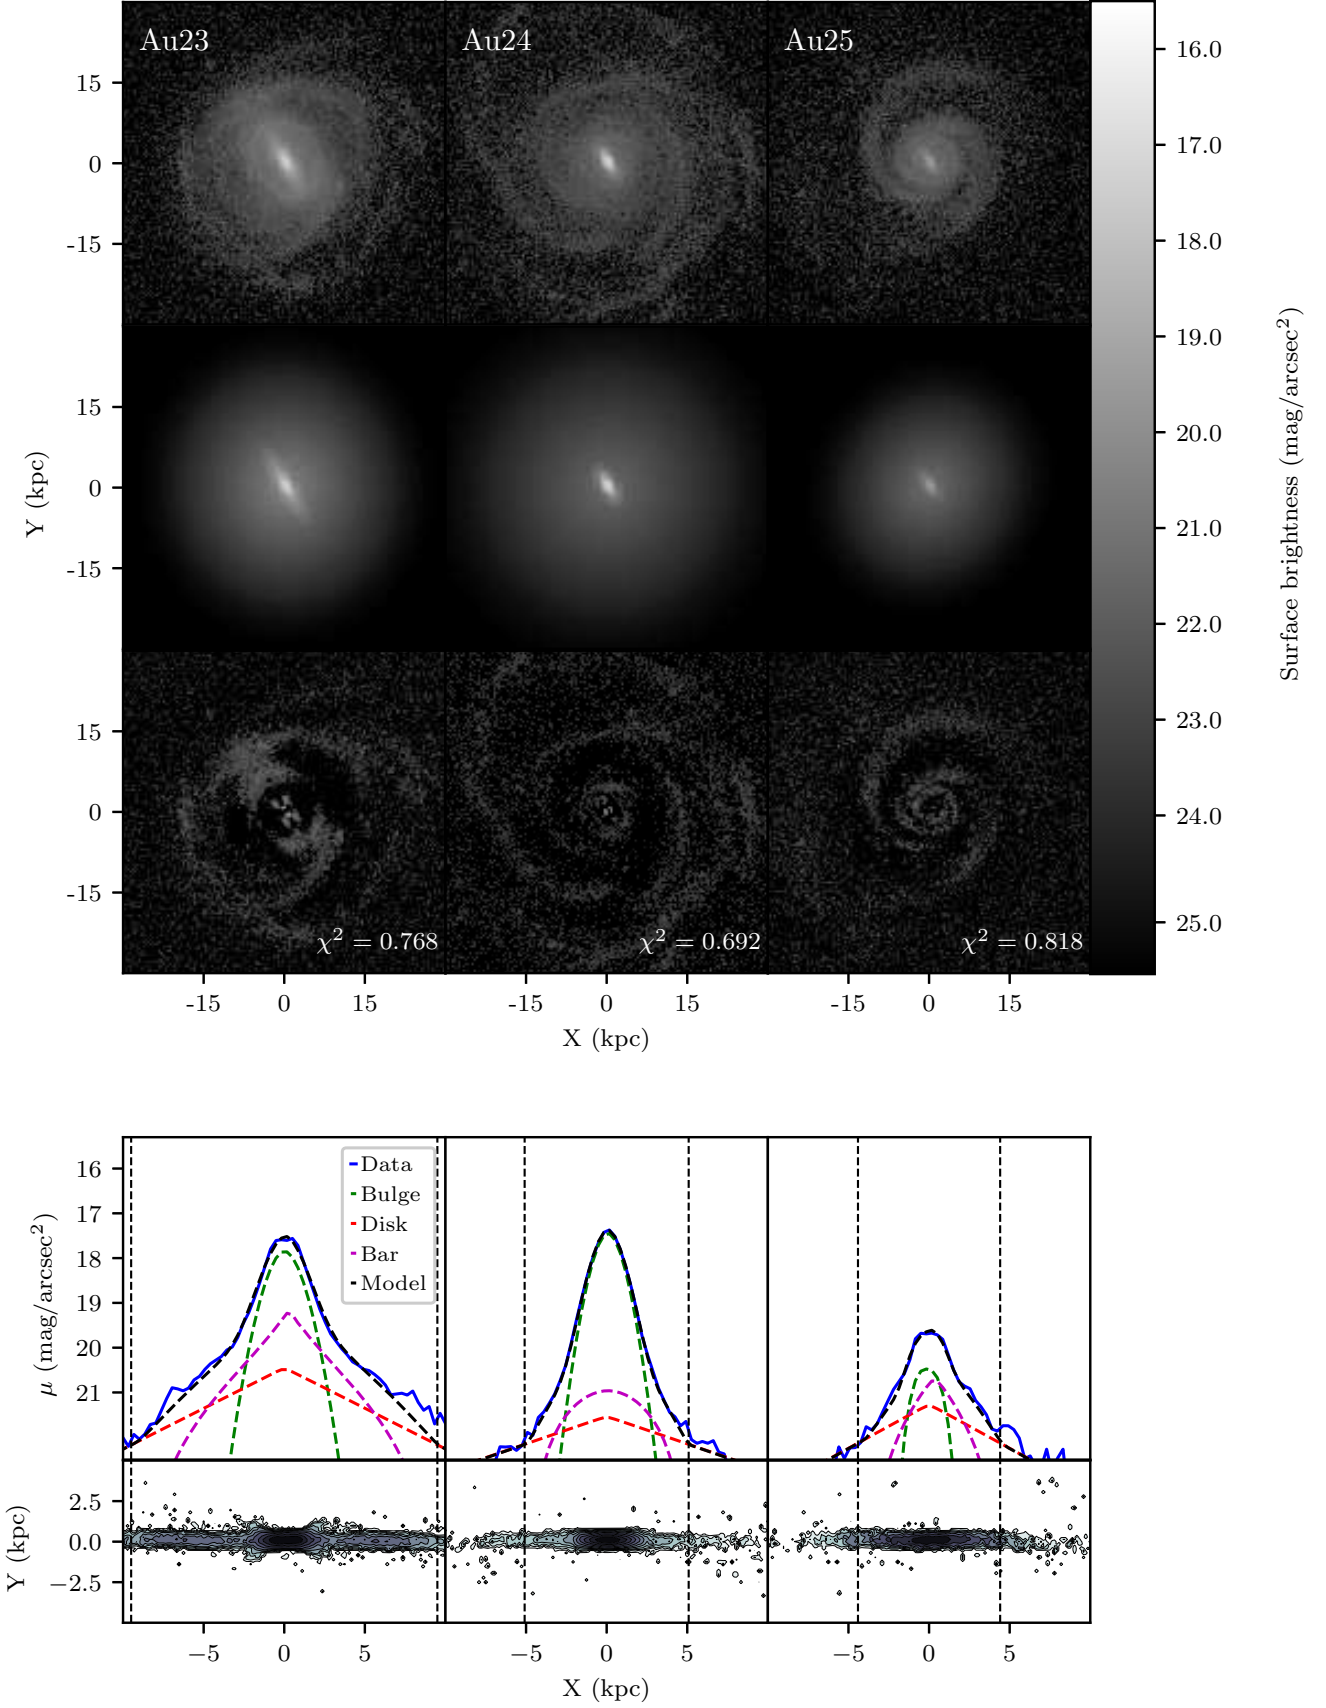 Au23 Au24 Au25
15
0
-15
15
0
-15
15
0
-15
Y (kpc)
χ² = 0.768 χ² = 0.692 χ² = 0.818
-15 0 15 -15 0 15 -15 0 15
X (kpc)
16.0
17.0
18.0
19.0
20.0
21.0
22.0
23.0
24.0
25.0
Surface brightness (mag/arcsec²)
16
17
18
19
20
21
μ (mag/arcsec²)
Data
Bulge
Disk
Bar
Model
2.5
0.0
−2.5
Y (kpc)
−5 0 5 −5 0 5 −5 0 5
X (kpc)